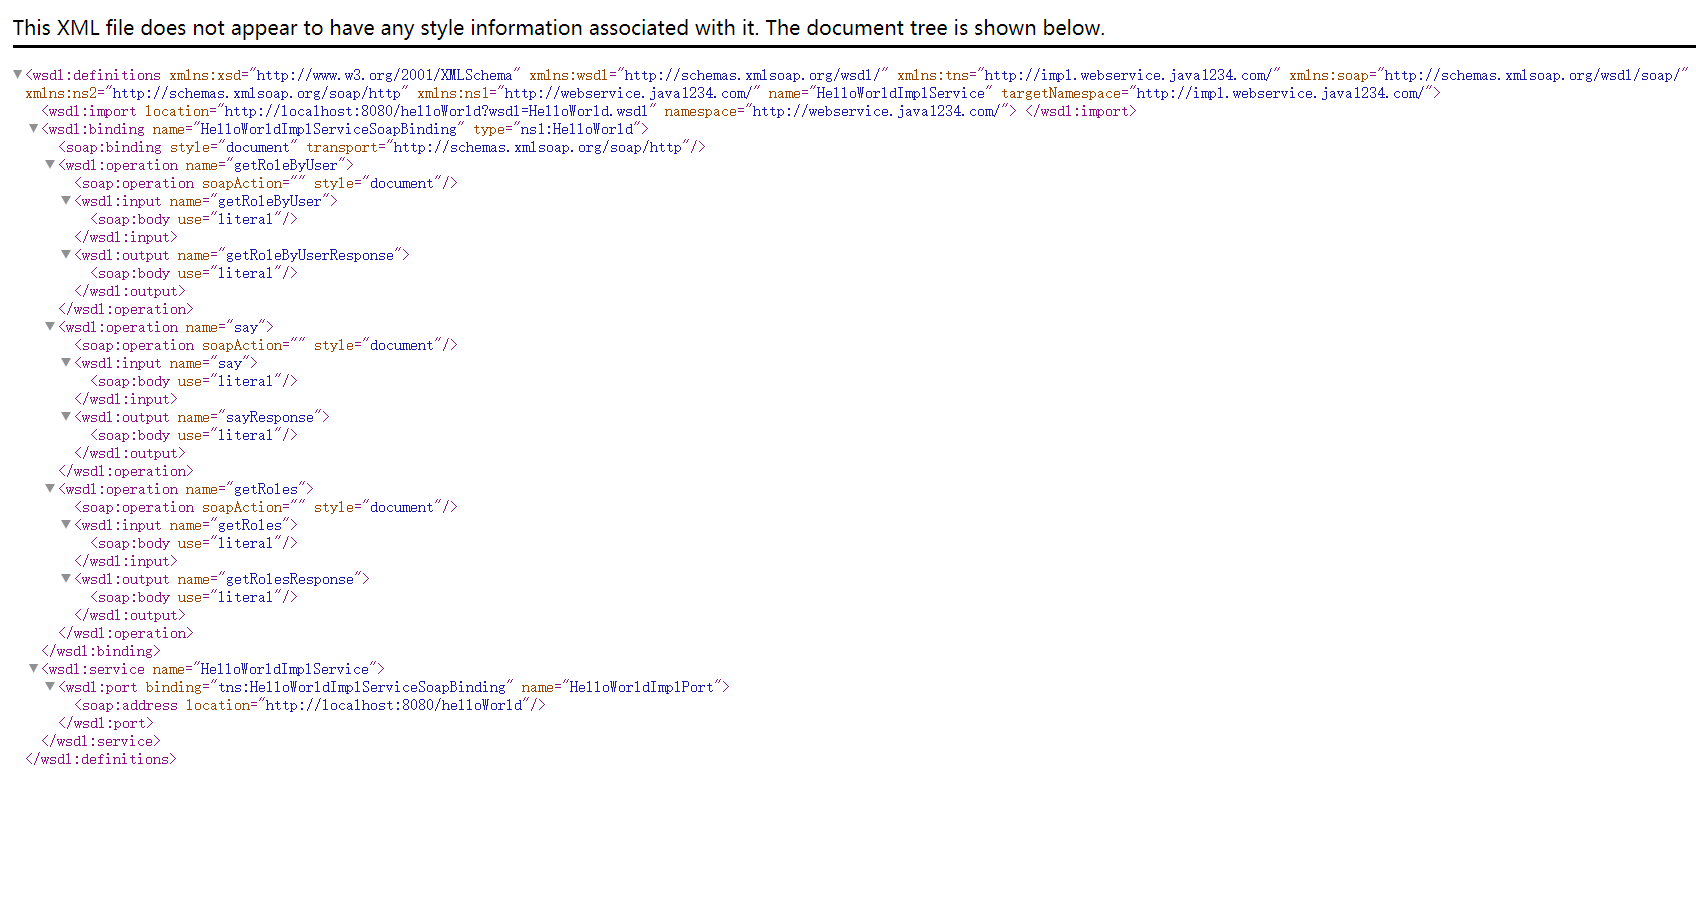 This XML file does not appear to have any style information associated with it. The document tree is shown below.
▼<wsdl:definitions xmlns:xsd="http://www.w3.org/2001/XMLSchema" xmlns:wsdl="http://schemas.xmlsoap.org/wsdl/" xmlns:tns="http://impl.webservice.java1234.com/" xmlns:soap="http://schemas.xmlsoap.org/wsdl/soap/"
xmlns:ns2="http://schemas.xmlsoap.org/soap/http" xmlns:ns1="http://webservice.java1234.com/" name="HelloWorldImplService" targetNamespace="http://impl.webservice.java1234.com/">
<wsdl:import location="http://localhost:8080/helloWorld?wsdl=HelloWorld.wsdl" namespace="http://webservice.java1234.com/"> </wsdl:import>
▼<wsdl:binding name="HelloWorldImplServiceSoapBinding" type="ns1:HelloWorld">
<soap:binding style="document" transport="http://schemas.xmlsoap.org/soap/http"/>
▼<wsdl:operation name="getRoleByUser">
<soap:operation soapAction="" style="document"/>
▼<wsdl:input name="getRoleByUser">
<soap:body use="literal"/>
</wsdl:input>
▼<wsdl:output name="getRoleByUserResponse">
<soap:body use="literal"/>
</wsdl:output>
</wsdl:operation>
▼<wsdl:operation name="say">
<soap:operation soapAction="" style="document"/>
▼<wsdl:input name="say">
<soap:body use="literal"/>
</wsdl:input>
▼<wsdl:output name="sayResponse">
<soap:body use="literal"/>
</wsdl:output>
</wsdl:operation>
▼<wsdl:operation name="getRoles">
<soap:operation soapAction="" style="document"/>
▼<wsdl:input name="getRoles">
<soap:body use="literal"/>
</wsdl:input>
▼<wsdl:output name="getRolesResponse">
<soap:body use="literal"/>
</wsdl:output>
</wsdl:operation>
</wsdl:binding>
▼<wsdl:service name="HelloWorldImplService">
▼<wsdl:port binding="tns:HelloWorldImplServiceSoapBinding" name="HelloWorldImplPort">
<soap:address location="http://localhost:8080/helloWorld"/>
</wsdl:port>
</wsdl:service>
</wsdl:definitions>